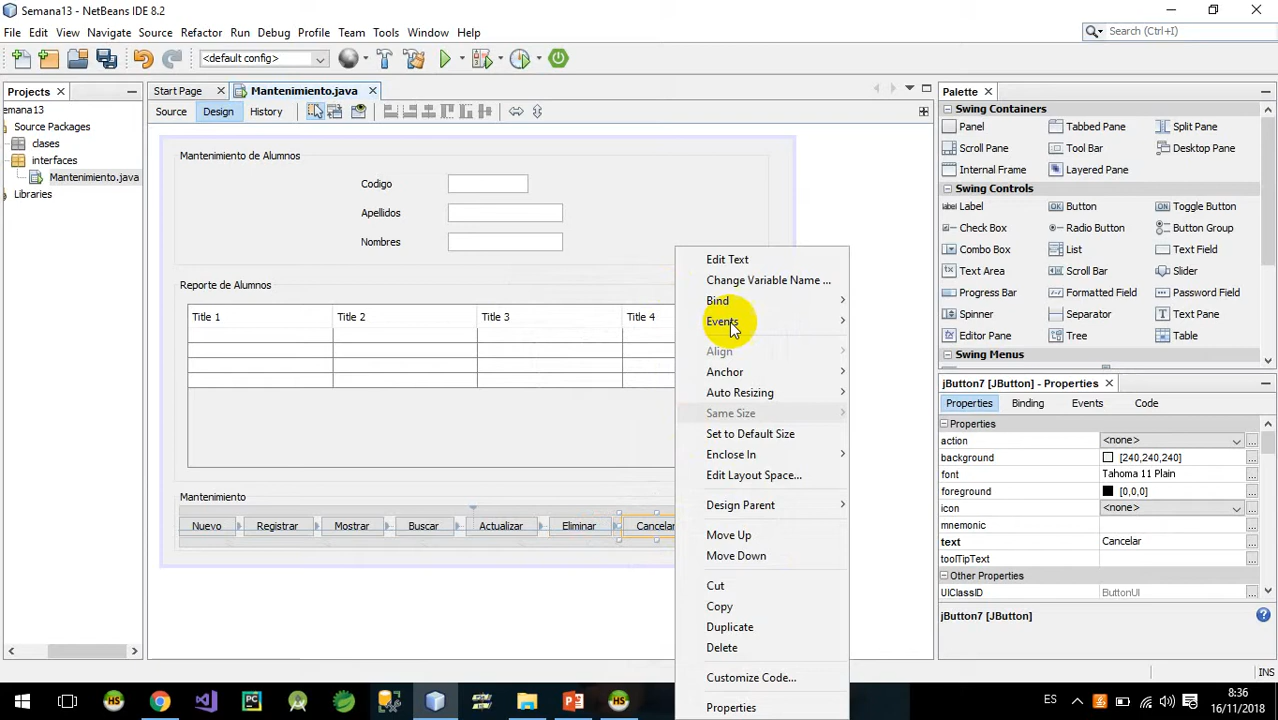 Semana13 - NetBeans IDE 8.2
File Edit View Navigate Source Refactor Run Debug Profile Team Tools Window Help
Search (Ctrl+I)
<default config>
Projects
Start Page
Mantenimiento.java
Palette
emana13
Source Packages
clases
interfaces
Mantenimiento.java
Libraries
Source Design History
Mantenimiento de Alumnos
Codigo
Apellidos
Nombres
Reporte de Alumnos
Title 1 Title 2 Title 3 Title 4
Mantenimiento
Nuevo Registrar Mostrar Buscar Actualizar Eliminar Cancelar
Edit Text
Change Variable Name ...
Bind
Events
Align
Anchor
Auto Resizing
Same Size
Set to Default Size
Enclose In
Edit Layout Space...
Design Parent
Move Up
Move Down
Cut
Copy
Duplicate
Delete
Customize Code...
Properties
Swing Containers
Panel Tabbed Pane Split Pane
Scroll Pane Tool Bar Desktop Pane
Internal Frame Layered Pane
Swing Controls
Label Button Toggle Button
Check Box Radio Button Button Group
Combo Box List Text Field
Text Area Scroll Bar Slider
Progress Bar Formatted Field Password Field
Spinner Separator Text Pane
Editor Pane Tree Table
Swing Menus
jButton7 [JButton] - Properties
Properties Binding Events Code
Properties
action <none>
background [240,240,240]
font Tahoma 11 Plain
foreground [0,0,0]
icon <none>
mnemonic
text Cancelar
toolTipText
Other Properties
UIClassID ButtonUI
jButton7 [JButton]
INS
ES
8:36
16/11/2018